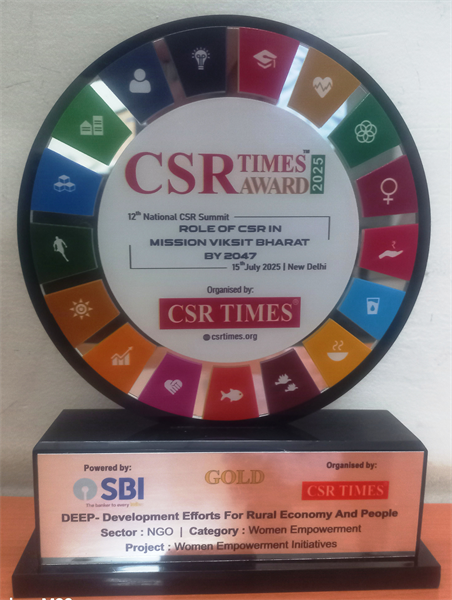 CSR TIMES™ AWARD 2025
12th National CSR Summit
ROLE OF CSR IN
MISSION VIKSIT BHARAT
BY 2047
15th July 2025 | New Delhi
Organised by:
CSR TIMES®
csrtimes.org
Powered by:
SBI
The banker to every Indian
GOLD
Organised by:
CSR TIMES
DEEP- Development Efforts For Rural Economy And People
Sector : NGO | Category : Women Empowerment
Project : Women Empowerment Initiatives